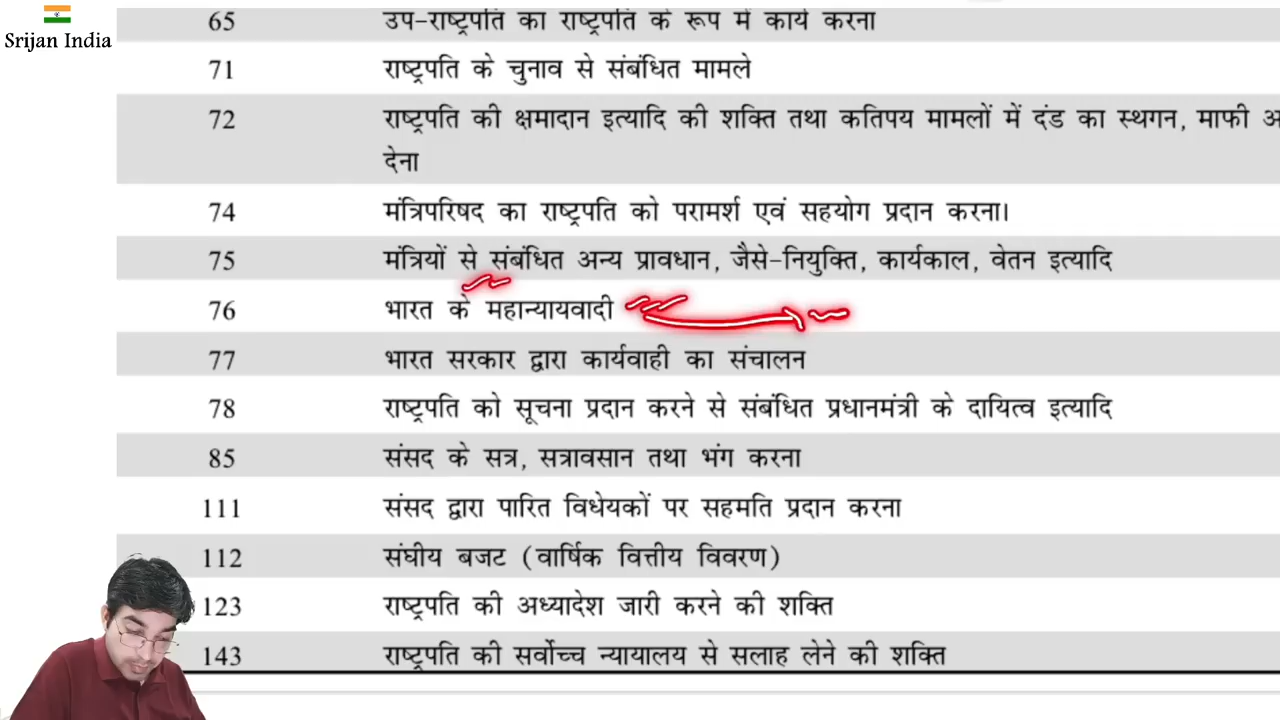 Srijan India
65 उप-राष्ट्रपति का राष्ट्रपति के रूप में कार्य करना
71 राष्ट्रपति के चुनाव से संबंधित मामले
72 राष्ट्रपति की क्षमादान इत्यादि की शक्ति तथा कतिपय मामलों में दंड का स्थगन, माफी
देना
74 मंत्रिपरिषद का राष्ट्रपति को परामर्श एवं सहयोग प्रदान करना।
75 मंत्रियों से संबंधित अन्य प्रावधान, जैसे-नियुक्ति, कार्यकाल, वेतन इत्यादि
76 भारत के महान्यायवादी
77 भारत सरकार द्वारा कार्यवाही का संचालन
78 राष्ट्रपति को सूचना प्रदान करने से संबंधित प्रधानमंत्री के दायित्व इत्यादि
85 संसद के सत्र, सत्रावसान तथा भंग करना
111 संसद द्वारा पारित विधेयकों पर सहमति प्रदान करना
112 संघीय बजट (वार्षिक वित्तीय विवरण)
123 राष्ट्रपति की अध्यादेश जारी करने की शक्ति
143 राष्ट्रपति की सर्वोच्च न्यायालय से सलाह लेने की शक्ति